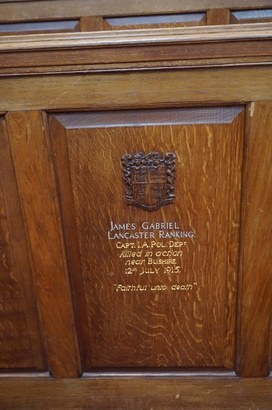 JAMES GABRIEL
LANCASTER RANKING,
CAPT. I.A. POL. DEPT
Killed in action
near BUSHIRE
12th JULY 1915.
"Faithful unto death"